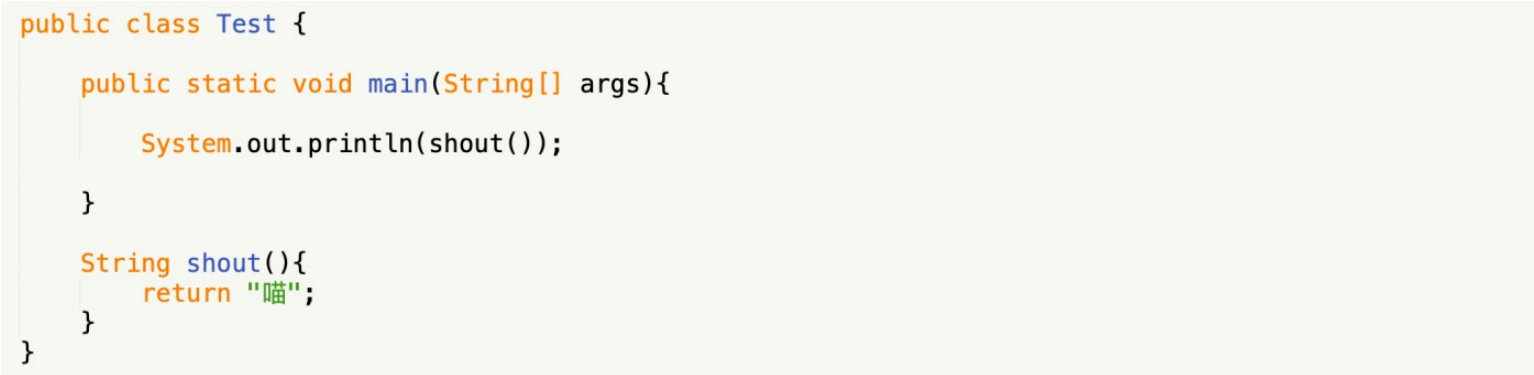 public class Test {
public static void main(String[] args){
System.out.println(shout());
}
String shout(){
return "喵";
}
}